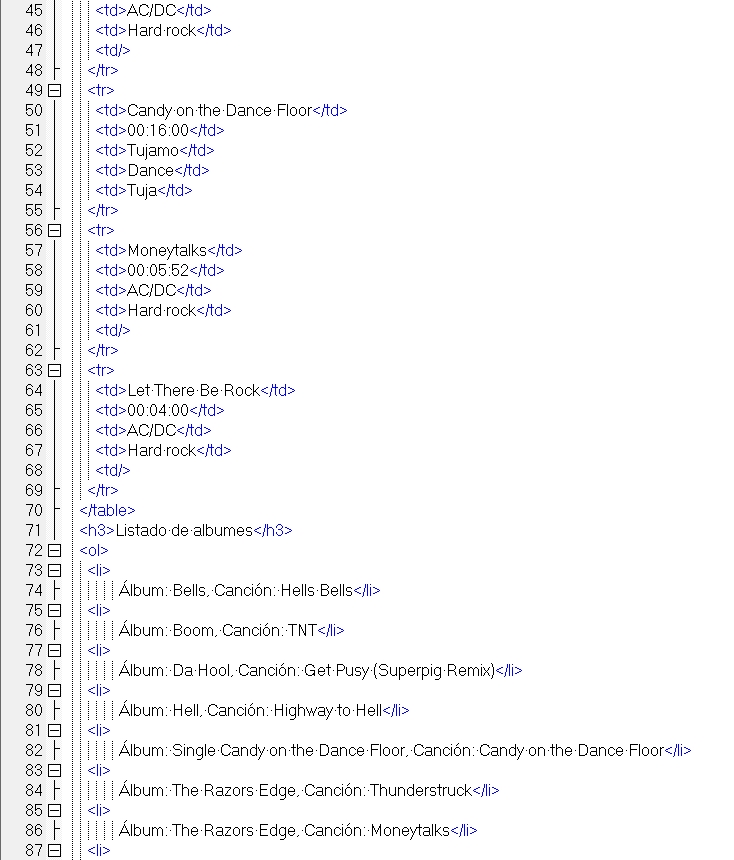 45 <td>AC/DC</td>
46 <td>Hard rock</td>
47 <td/>
48 </tr>
49 <tr>
50 <td>Candy on the Dance Floor</td>
51 <td>00:16:00</td>
52 <td>Tujamo</td>
53 <td>Dance</td>
54 <td>Tuja</td>
55 </tr>
56 <tr>
57 <td>Moneytalks</td>
58 <td>00:05:52</td>
59 <td>AC/DC</td>
60 <td>Hard rock</td>
61 <td/>
62 </tr>
63 <tr>
64 <td>Let There Be Rock</td>
65 <td>00:04:00</td>
66 <td>AC/DC</td>
67 <td>Hard rock</td>
68 <td/>
69 </tr>
70 </table>
71 <h3>Listado de albumes</h3>
72 <ol>
73 <li>
74 Álbum: Bells, Canción: Hells Bells</li>
75 <li>
76 Álbum: Boom, Canción: TNT</li>
77 <li>
78 Álbum: Da Hool, Canción: Get Pusy (Superpig Remix)</li>
79 <li>
80 Álbum: Hell, Canción: Highway to Hell</li>
81 <li>
82 Álbum: Single Candy on the Dance Floor, Canción: Candy on the Dance Floor</li>
83 <li>
84 Álbum: The Razors Edge, Canción: Thunderstruck</li>
85 <li>
86 Álbum: The Razors Edge, Canción: Moneytalks</li>
87 <li>